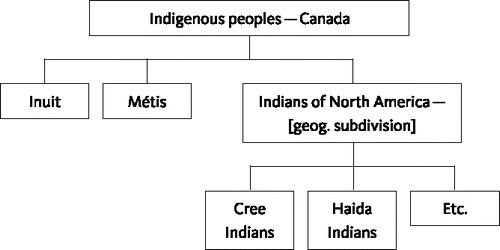 Indigenous peoples—Canada
Inuit
Métis
Indians of North America—
[geog. subdivision]
Cree
Indians
Haida
Indians
Etc.